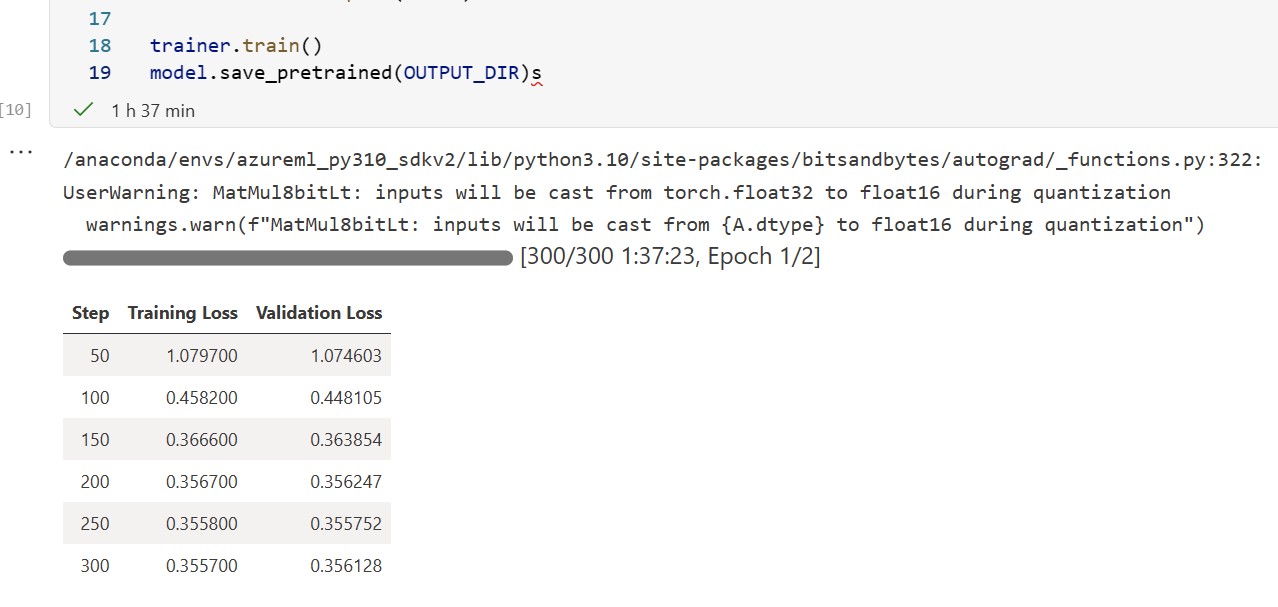 17
18 trainer.train()
19 model.save_pretrained(OUTPUT_DIR)s
[10] 1 h 37 min
...
/anaconda/envs/azureml_py310_sdkv2/lib/python3.10/site-packages/bitsandbytes/autograd/_functions.py:322:
UserWarning: MatMul8bitLt: inputs will be cast from torch.float32 to float16 during quantization
warnings.warn(f"MatMul8bitLt: inputs will be cast from {A.dtype} to float16 during quantization")
[300/300 1:37:23, Epoch 1/2]
Step Training Loss Validation Loss
50 1.079700 1.074603
100 0.458200 0.448105
150 0.366600 0.363854
200 0.356700 0.356247
250 0.355800 0.355752
300 0.355700 0.356128